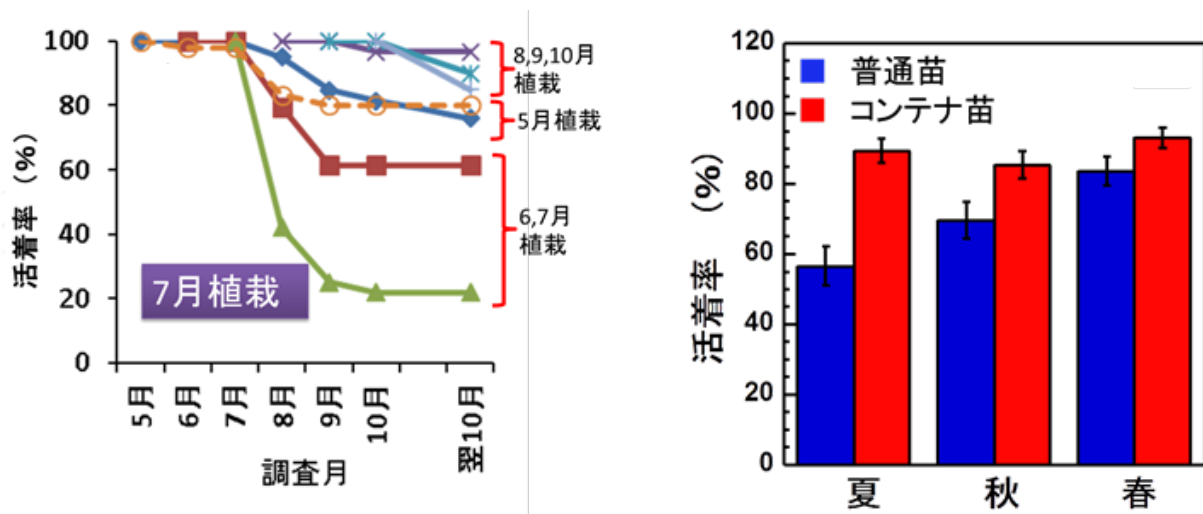 100
80
60
40
20
0
活着率（%）
8,9,10月
植栽
5月植栽
6,7月
植栽
7月植栽
5月
6月
7月
8月
9月
10月
翌10月
調査月
120
100
80
60
40
20
0
活着率（%）
普通苗
コンテナ苗
夏
秋
春